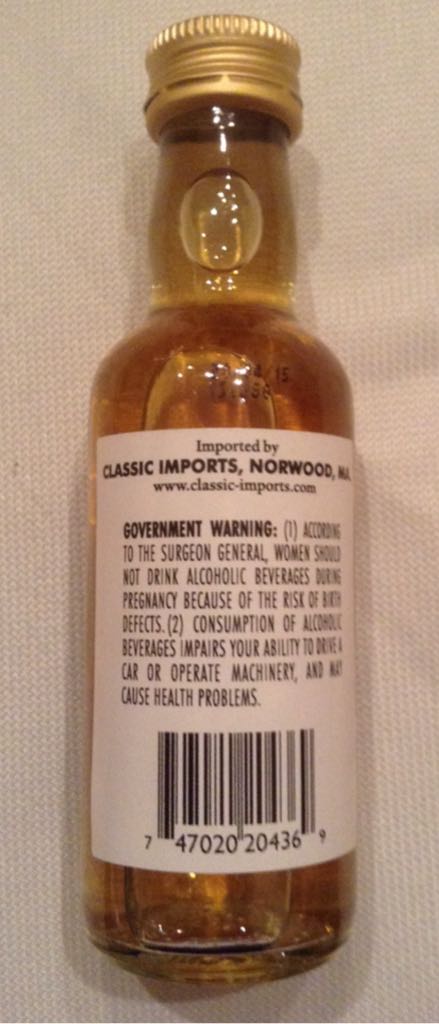 Imported by
CLASSIC IMPORTS, NORWOOD, MA.
www.classic-imports.com
GOVERNMENT WARNING: (1) ACCORDING
TO THE SURGEON GENERAL, WOMEN SHOULD
NOT DRINK ALCOHOLIC BEVERAGES DURING
PREGNANCY BECAUSE OF THE RISK OF BIRTH
DEFECTS.(2) CONSUMPTION OF ALCOHOLIC
BEVERAGES IMPAIRS YOUR ABILITY TO DRIVE A
CAR OR OPERATE MACHINERY, AND MAY
CAUSE HEALTH PROBLEMS.
7 47020 20436 9